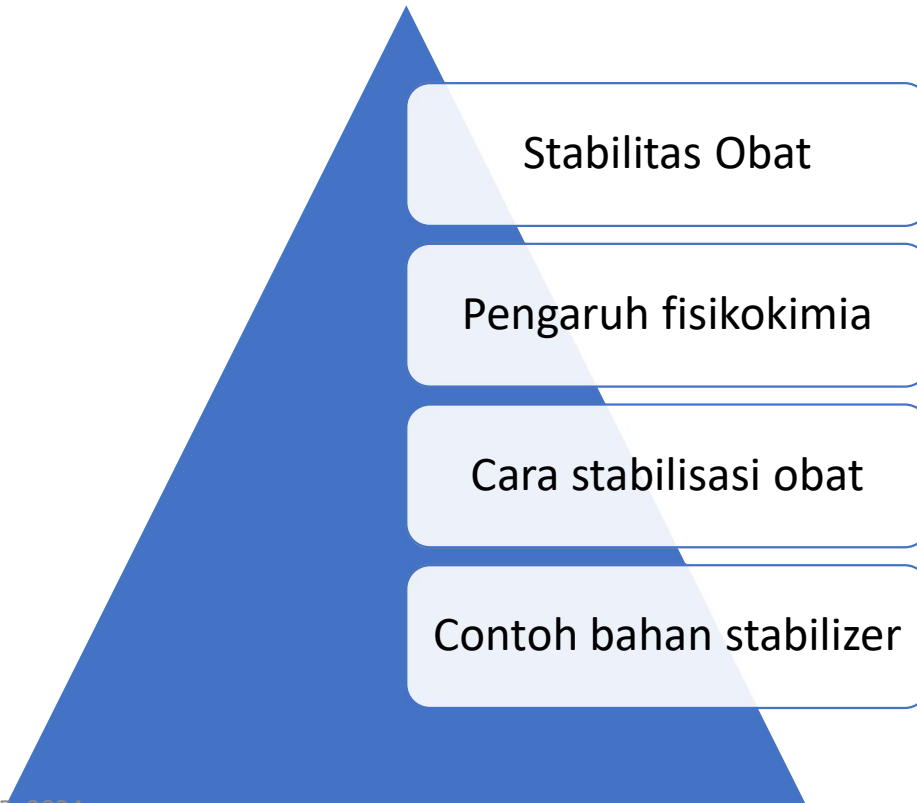 Stabilitas Obat
Pengaruh fisikokimia
Cara stabilisasi obat
Contoh bahan stabilizer